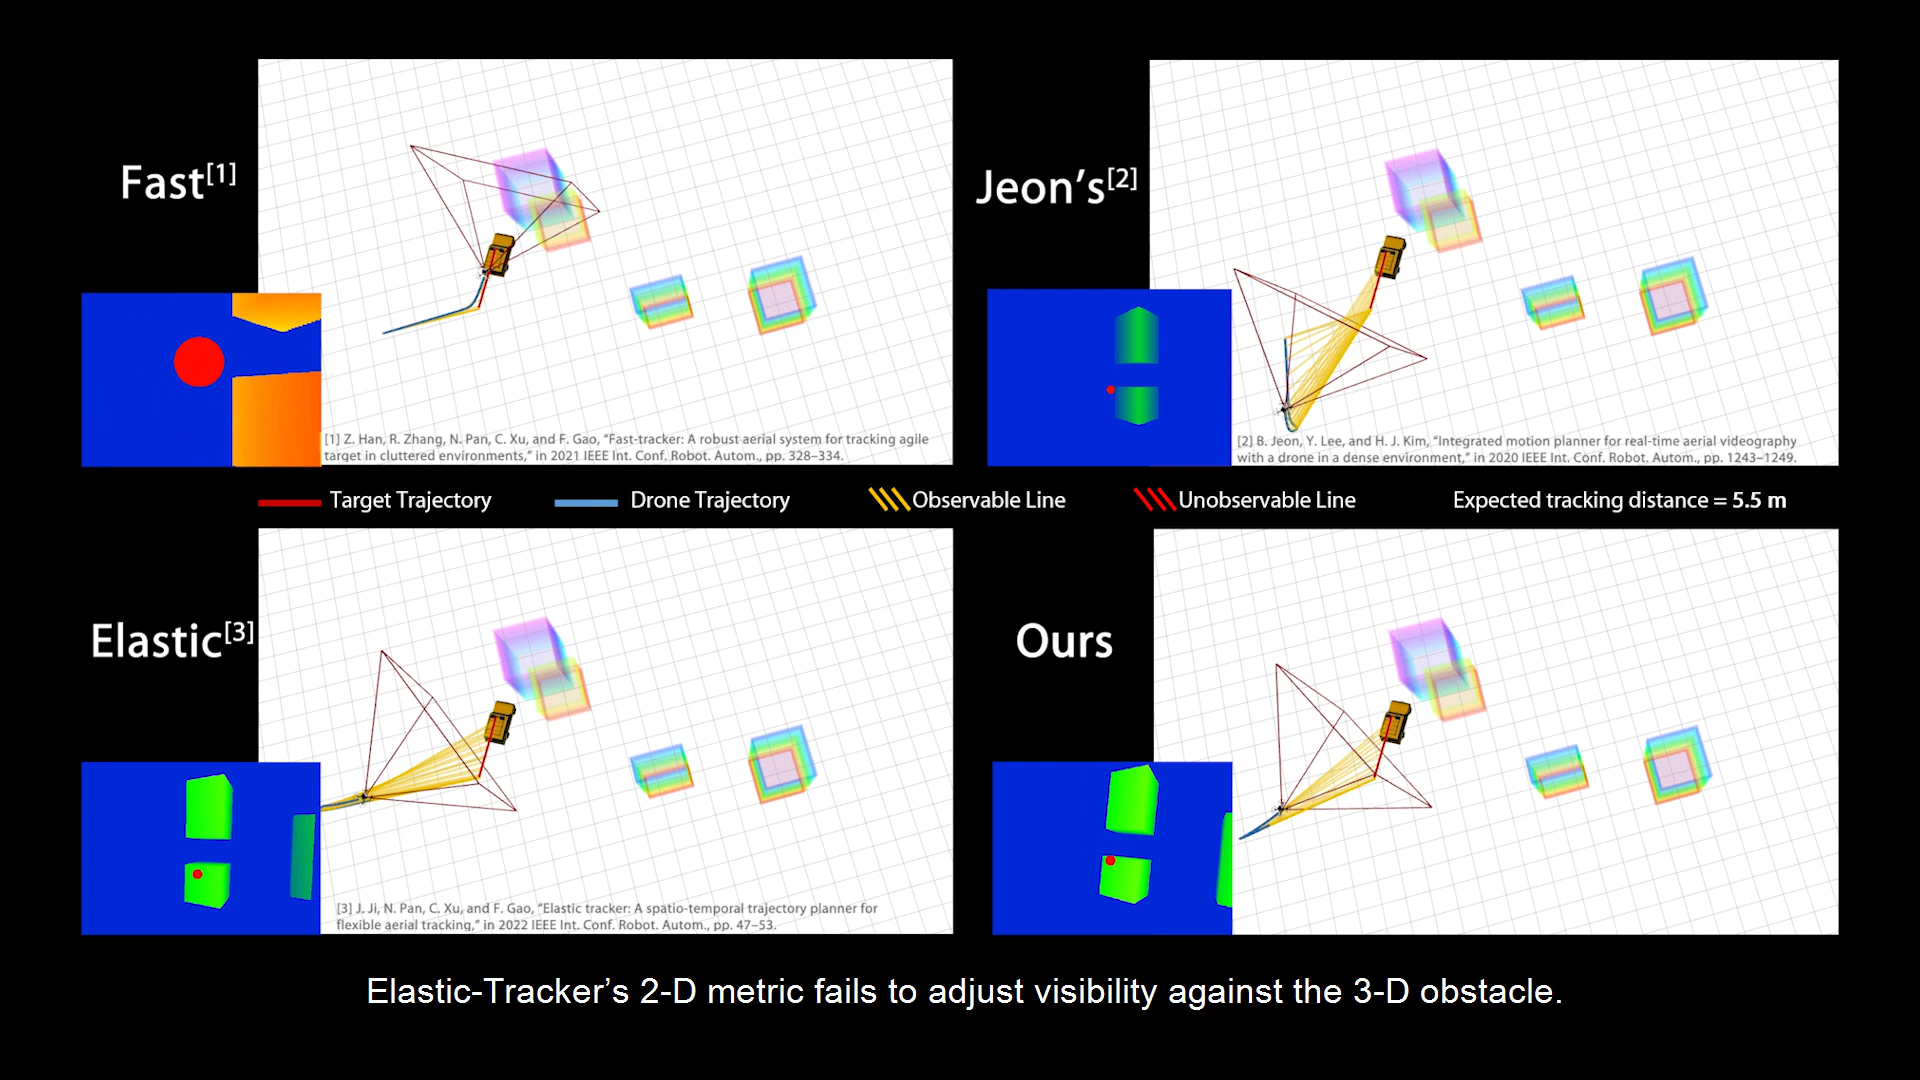 Fast[1]
Jeon's[2]
[1] Z. Han, R. Zhang, N. Pan, C. Xu, and F. Gao, "Fast-tracker: A robust aerial system for tracking agile
target in cluttered environments," in 2021 IEEE Int. Conf. Robot. Autom., pp. 328–334.
[2] B. Jeon, Y. Lee, and H. J. Kim, "Integrated motion planner for real-time aerial videography
with a drone in a dense environment," in 2020 IEEE Int. Conf. Robot. Autom., pp. 1243–1249.
Target Trajectory
Drone Trajectory
Observable Line
Unobservable Line
Expected tracking distance = 5.5 m
Elastic[3]
Ours
[3] J. Ji, N. Pan, C. Xu, and F. Gao, "Elastic tracker: A spatio-temporal trajectory planner for
flexible aerial tracking," in 2022 IEEE Int. Conf. Robot. Autom., pp. 47–53.
Elastic-Tracker’s 2-D metric fails to adjust visibility against the 3-D obstacle.